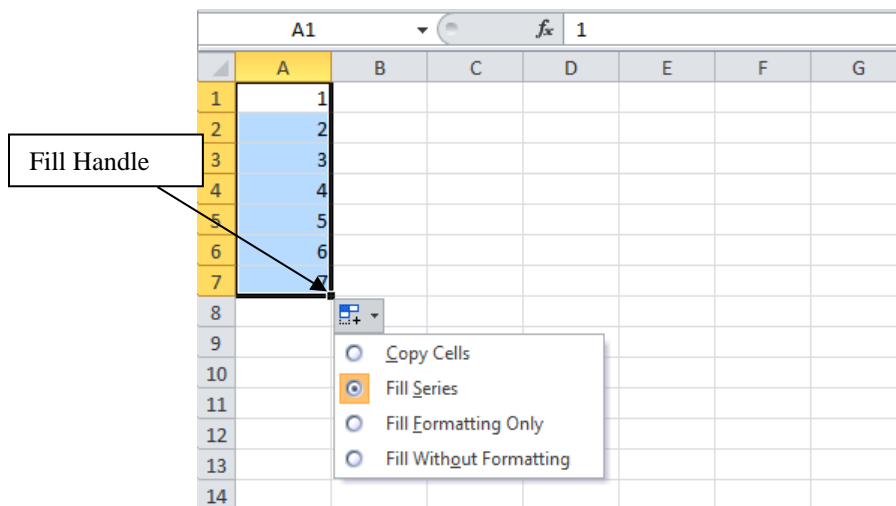 A1 fx 1
A B C D E F G
1 1
2 2
Fill Handle
3 3
4 4
5 5
6 6
7 7
8
9
Copy Cells
10
Fill Series
11
Fill Formatting Only
12
Fill Without Formatting
13
14